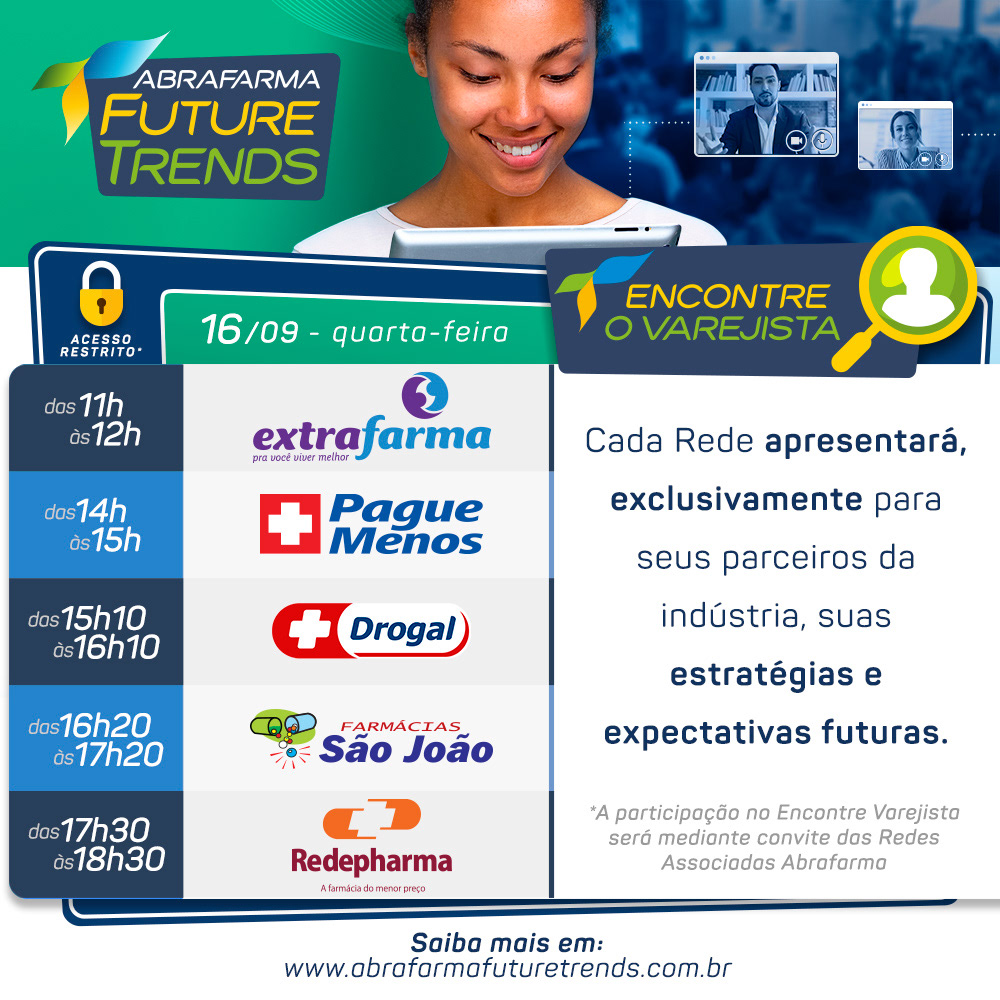 ABRAFARMA
FUTURE
TRENDS
ACESSO
RESTRITO*
16/09 - quarta-feira
ENCONTRE
O VAREJISTA
das 11h
às 12h
extrafarma
pra você viver melhor
das 14h
às 15h
Pague
Menos
das 15h10
às 16h10
Drogal
das 16h20
às 17h20
FARMÁCIAS
São João
das 17h30
às 18h30
Redepharma
A farmácia do menor preço
Cada Rede apresentará,
exclusivamente para
seus parceiros da
indústria, suas
estratégias e
expectativas futuras.
*A participação no Encontre Varejista
será mediante convite das Redes
Associadas Abrafarma
Saiba mais em:
www.abrafarmafuturetrends.com.br